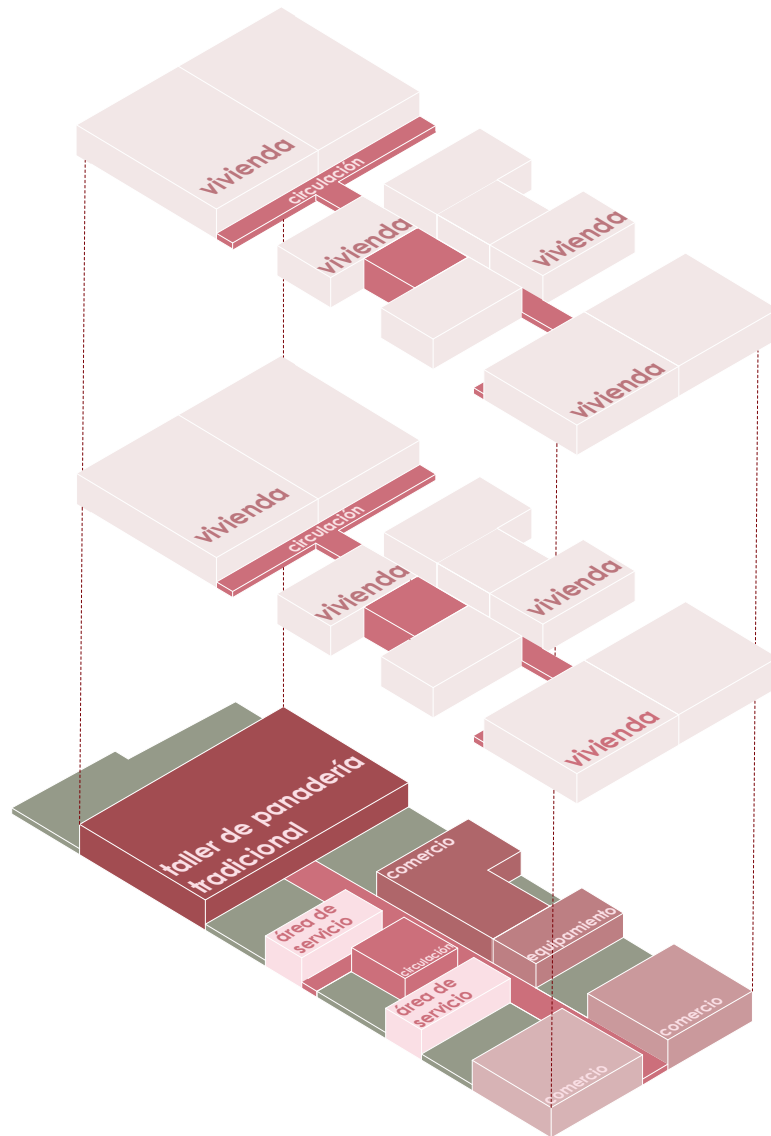 vivienda
circulación
vivienda
vivienda
vivienda
vivienda
circulación
vivienda
vivienda
vivienda
taller de panadería
tradicional
comercio
área de
servicio
equipamiento
circulación
área de
servicio
comercio
comercio